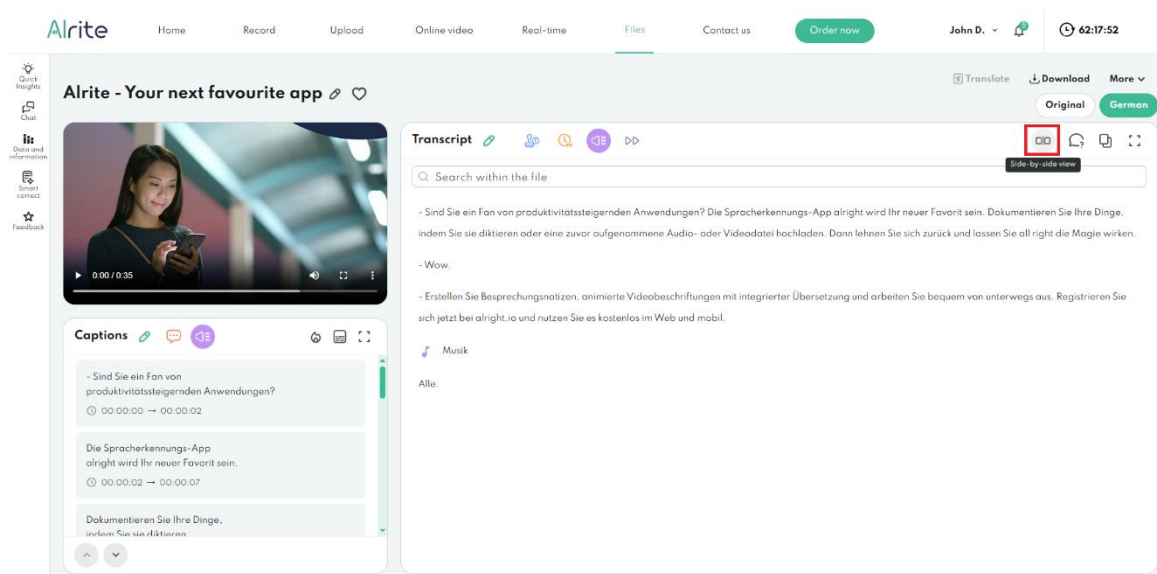 Alrite
Home
Record
Upload
Online video
Real-time
Files
Contact us
Order now
John D.
62:17:52
Quick
Insights
Chat
Data and
information
Smart
correct
Feedback
Alrite - Your next favourite app
Translate
Download
More
Original
German
0:00 / 0:35
Transcript
Side-by-side view
Search within the file
- Sind Sie ein Fan von produktivitätssteigernden Anwendungen? Die Spracherkennungs-App alright wird Ihr neuer Favorit sein. Dokumentieren Sie Ihre Dinge,
indem Sie sie diktieren oder eine zuvor aufgenommene Audio- oder Videodatei hochladen. Dann lehnen Sie sich zurück und lassen Sie all right die Magie wirken.
- Wow.
- Erstellen Sie Besprechungsnotizen, animierte Videobeschriftungen mit integrierter Übersetzung und arbeiten Sie bequem von unterwegs aus. Registrieren Sie
sich jetzt bei alright.io und nutzen Sie es kostenlos im Web und mobil.
Musik
Alle.
Captions
- Sind Sie ein Fan von
produktivitätssteigernden Anwendungen?
00:00:00 → 00:00:02
Die Spracherkennungs-App
alright wird Ihr neuer Favorit sein.
00:00:02 → 00:00:07
Dokumentieren Sie Ihre Dinge,
indem Sie sie diktieren